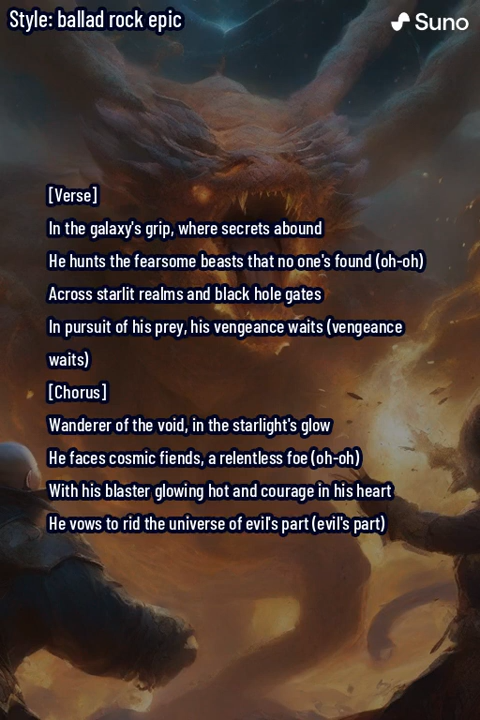 Style: ballad rock epic
Suno
[Verse]
In the galaxy's grip, where secrets abound
He hunts the fearsome beasts that no one's found (oh-oh)
Across starlit realms and black hole gates
In pursuit of his prey, his vengeance waits (vengeance
waits)
[Chorus]
Wanderer of the void, in the starlight's glow
He faces cosmic fiends, a relentless foe (oh-oh)
With his blaster glowing hot and courage in his heart
He vows to rid the universe of evil's part (evil's part)